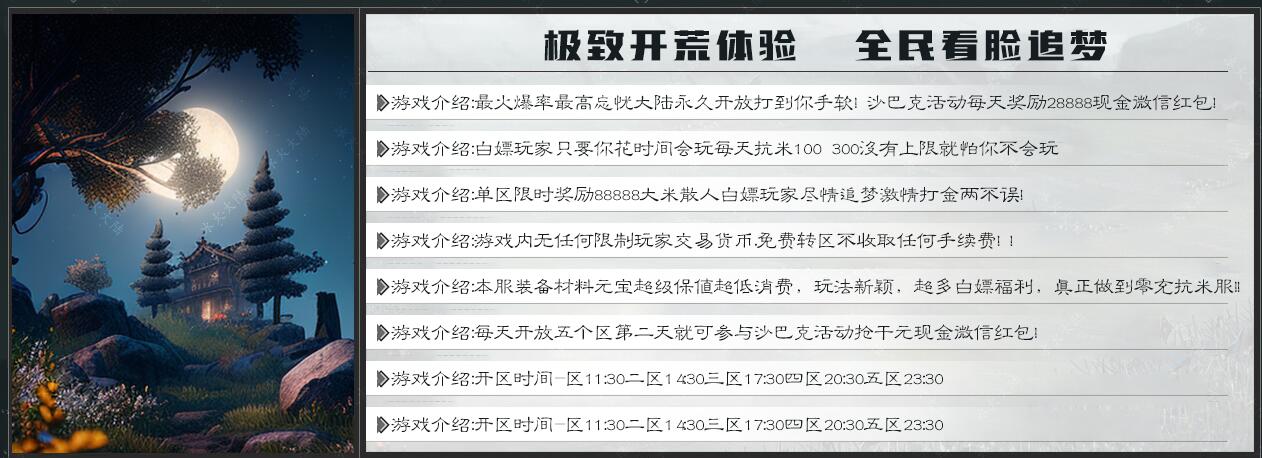 极致开荒体验 全民看脸追梦
游戏介绍:最火爆率最高忘忧大陆永久开放打到你手软! 沙巴克活动每天奖励28888现金微信红包!
游戏介绍:白嫖玩家只要你花时间会玩每天抗米100 300没有上限就怕你不会玩
游戏介绍:单区限时奖励88888大米散人白嫖玩家尽情追梦激情打金两不误!
游戏介绍:游戏内无任何限制玩家交易货币,免费转区不收取任何手续费! !
游戏介绍:本服装备材料元宝超级保值超低消费, 玩法新颖, 超多白嫖福利, 真正做到零充抗米服!!
游戏介绍:每天开放五个区第二天就可参与沙巴克活动抢千元现金微信红包!
游戏介绍:开区时间一区11:30二区14:30三区17:30四区20:30五区23:30
游戏介绍:开区时间一区11:30二区14:30三区17:30四区20:30五区23:30